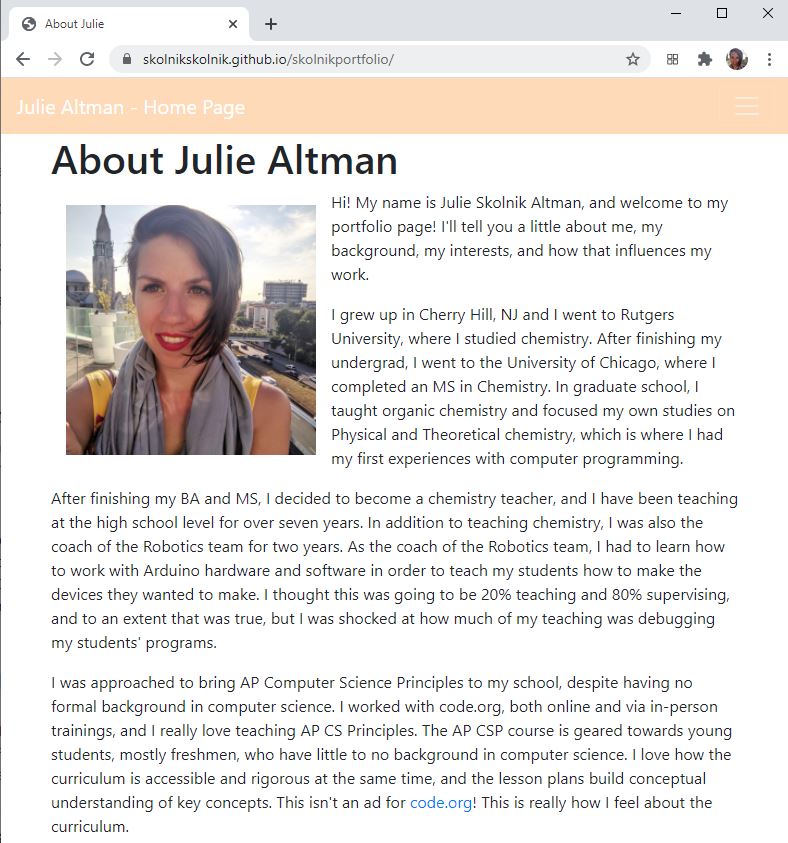 About Julie
skolnikskolnik.github.io/skolnikportfolio/
Julie Altman - Home Page
About Julie Altman
Hi! My name is Julie Skolnik Altman, and welcome to my
portfolio page! I'll tell you a little about me, my
background, my interests, and how that influences my
work.
I grew up in Cherry Hill, NJ and I went to Rutgers
University, where I studied chemistry. After finishing my
undergrad, I went to the University of Chicago, where I
completed an MS in Chemistry. In graduate school, I
taught organic chemistry and focused my own studies on
Physical and Theoretical chemistry, which is where I had
my first experiences with computer programming.
After finishing my BA and MS, I decided to become a chemistry teacher, and I have been teaching
at the high school level for over seven years. In addition to teaching chemistry, I was also the
coach of the Robotics team for two years. As the coach of the Robotics team, I had to learn how
to work with Arduino hardware and software in order to teach my students how to make the
devices they wanted to make. I thought this was going to be 20% teaching and 80% supervising,
and to an extent that was true, but I was shocked at how much of my teaching was debugging
my students' programs.
I was approached to bring AP Computer Science Principles to my school, despite having no
formal background in computer science. I worked with code.org, both online and via in-person
trainings, and I really love teaching AP CS Principles. The AP CSP course is geared towards young
students, mostly freshmen, who have little to no background in computer science. I love how the
curriculum is accessible and rigorous at the same time, and the lesson plans build conceptual
understanding of key concepts. This isn't an ad for code.org! This is really how I feel about the
curriculum.